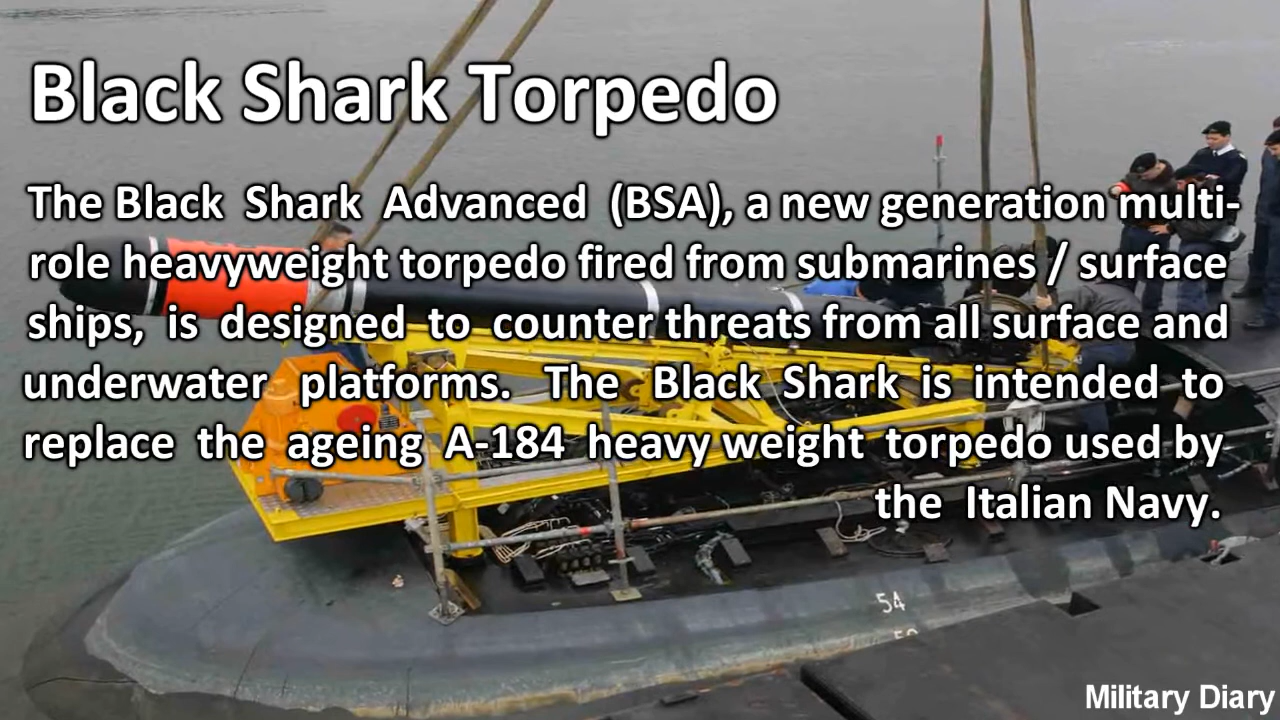 Black Shark Torpedo
The Black Shark Advanced (BSA), a new generation multi-
role heavyweight torpedo fired from submarines / surface
ships, is designed to counter threats from all surface and
underwater platforms. The Black Shark is intended to
replace the ageing A-184 heavy weight torpedo used by
the Italian Navy.
54
Military Diary